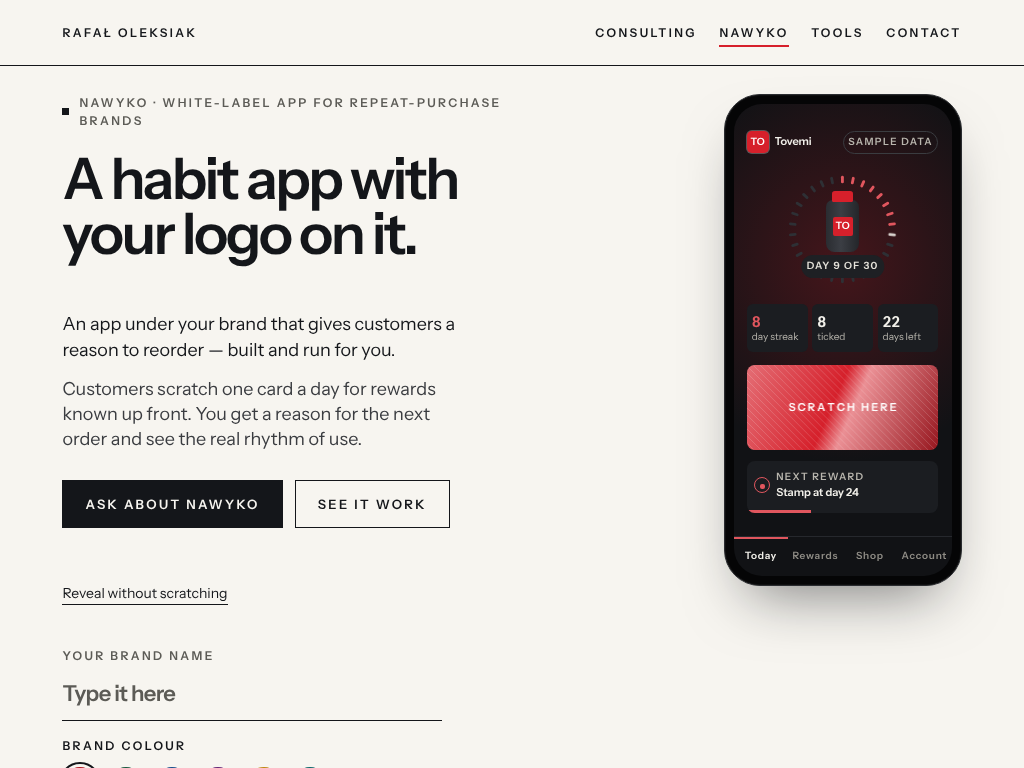 RAFAŁ OLEKSIAK
CONSULTING
NAWYKO
TOOLS
CONTACT
NAWYKO · WHITE-LABEL APP FOR REPEAT-PURCHASE
BRANDS
A habit app with
your logo on it.
An app under your brand that gives customers a
reason to reorder — built and run for you.
Customers scratch one card a day for rewards
known up front. You get a reason for the next
order and see the real rhythm of use.
ASK ABOUT NAWYKO
SEE IT WORK
Reveal without scratching
YOUR BRAND NAME
Type it here
BRAND COLOUR
TO
Tovemi
SAMPLE DATA
TO
DAY 9 OF 30
8
day streak
8
ticked
22
days left
SCRATCH HERE
NEXT REWARD
Stamp at day 24
Today
Rewards
Shop
Account